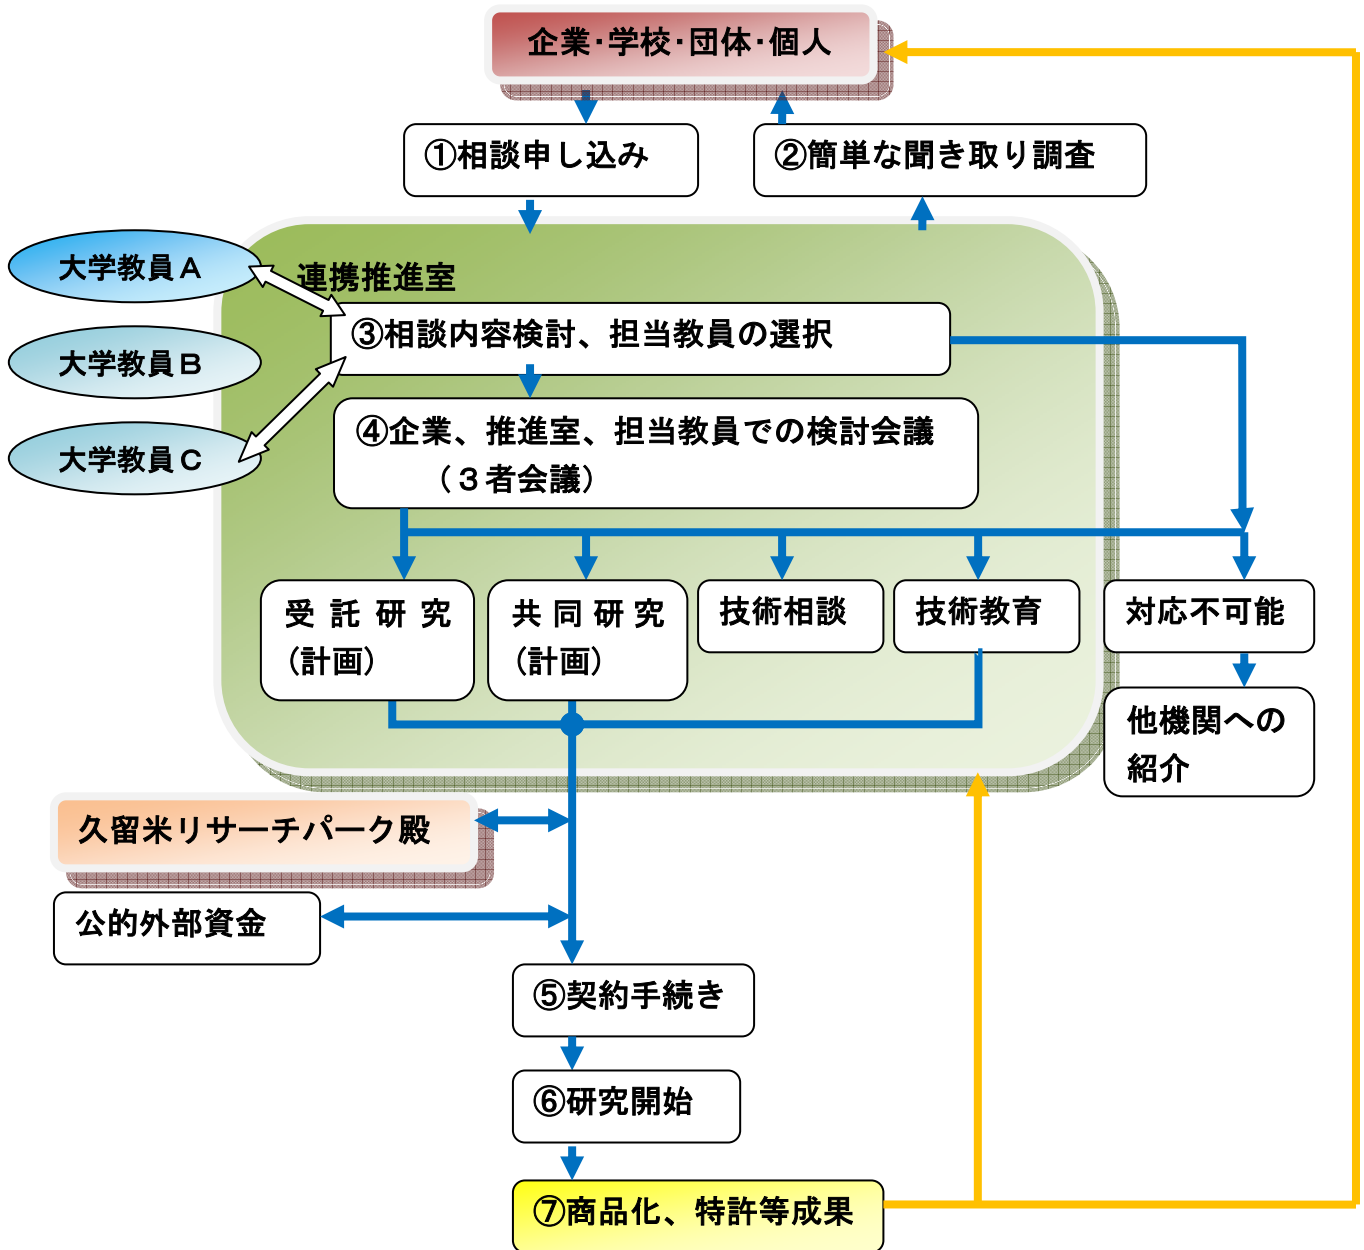 企業・学校・団体・個人
①相談申し込み
②簡単な聞き取り調査
大学教員A
連携推進室
③相談内容検討、担当教員の選択
大学教員B
④企業、推進室、担当教員での検討会議
（３者会議）
大学教員C
受託研究
(計画)
共同研究
(計画)
技術相談
技術教育
対応不可能
他機関への
紹介
久留米リサーチパーク殿
公的外部資金
⑤契約手続き
⑥研究開始
⑦商品化、特許等成果